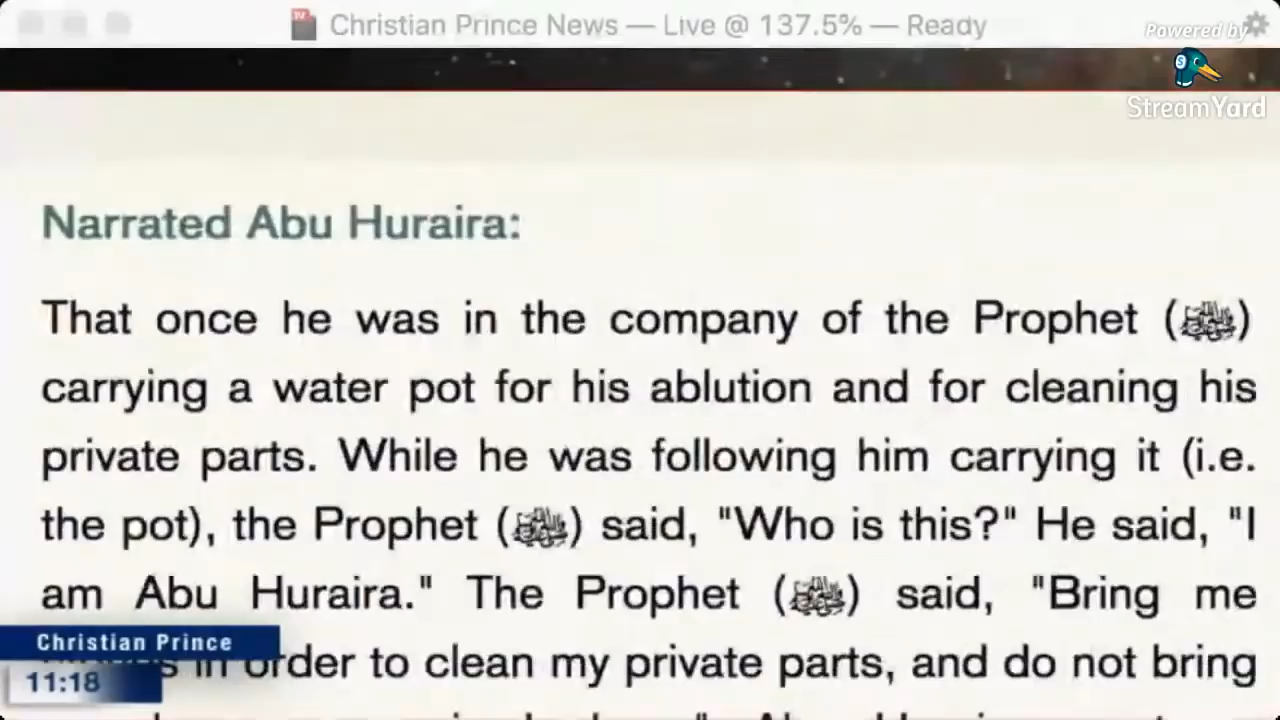 Christian Prince News — Live @ 137.5% — Ready
Powered by
StreamYard
Narrated Abu Huraira:
That once he was in the company of the Prophet (ﷺ)
carrying a water pot for his ablution and for cleaning his
private parts. While he was following him carrying it (i.e.
the pot), the Prophet (ﷺ) said, "Who is this?" He said, "I
am Abu Huraira." The Prophet (ﷺ) said, "Bring me
in order to clean my private parts, and do not bring
Christian Prince
11:18